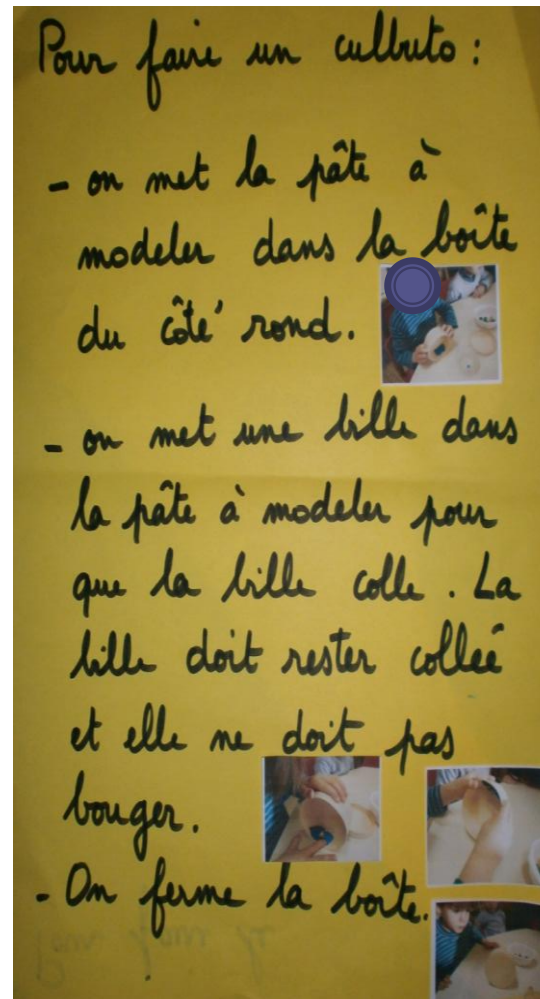 Pour faire un culbuto :
- on met la pâte à
modeler dans la boîte
du côté rond.
- on met une bille dans
la pâte à modeler pour
que la bille colle. La
bille doit rester collée
et elle ne doit pas
bouger.
- On ferme la boîte.